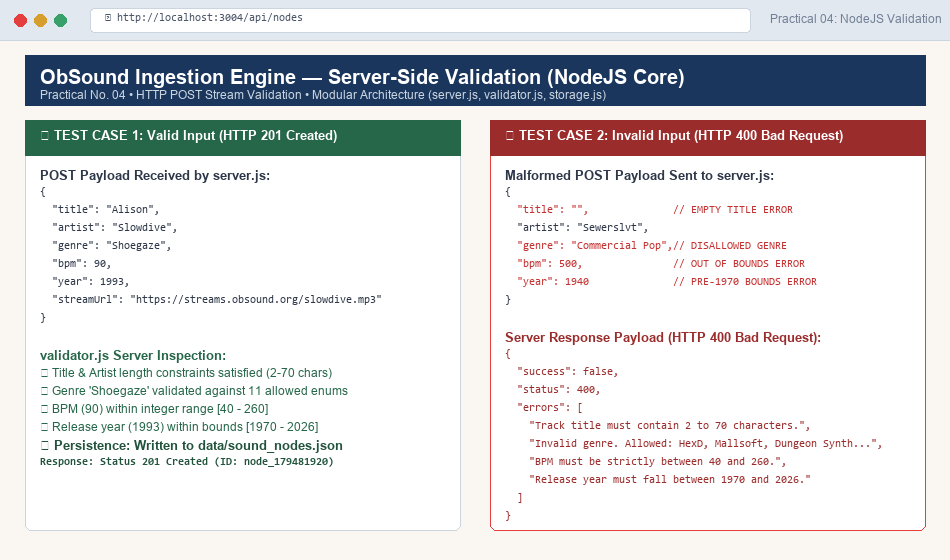 http://localhost:3004/api/nodes
Practical 04: NodeJS Validation
ObSound Ingestion Engine — Server-Side Validation (NodeJS Core)
Practical No. 04 • HTTP POST Stream Validation • Modular Architecture (server.js, validator.js, storage.js)
TEST CASE 1: Valid Input (HTTP 201 Created)
POST Payload Received by server.js:
{
"title": "Alison",
"artist": "Slowdive",
"genre": "Shoegaze",
"bpm": 90,
"year": 1993,
"streamUrl": "https://streams.obsound.org/slowdive.mp3"
}
validator.js Server Inspection:
Title & Artist length constraints satisfied (2-70 chars)
Genre 'Shoegaze' validated against 11 allowed enums
BPM (90) within integer range [40 - 260]
Release year (1993) within bounds [1970 - 2026]
Persistence: Written to data/sound_nodes.json
Response: Status 201 Created (ID: node_179481920)
TEST CASE 2: Invalid Input (HTTP 400 Bad Request)
Malformed POST Payload Sent to server.js:
{
"title": "", // EMPTY TITLE ERROR
"artist": "Sewerslvt",
"genre": "Commercial Pop",// DISALLOWED GENRE
"bpm": 500, // OUT OF BOUNDS ERROR
"year": 1940 // PRE-1970 BOUNDS ERROR
}
Server Response Payload (HTTP 400 Bad Request):
{
"success": false,
"status": 400,
"errors": [
"Track title must contain 2 to 70 characters.",
"Invalid genre. Allowed: HexD, Mallsoft, Dungeon Synth...",
"BPM must be strictly between 40 and 260.",
"Release year must fall between 1970 and 2026."
]
}